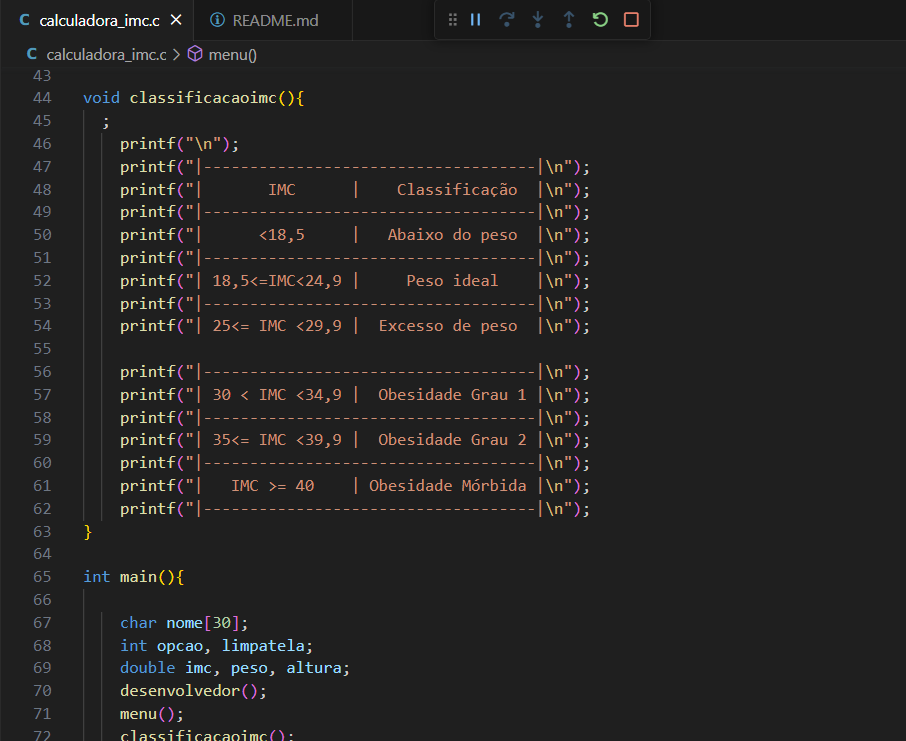 C calculadora_imc.c × README.md
C calculadora_imc.c > menu()
43
44 void classificacaoimc(){
45 ;
46 printf("\n");
47 printf("|------------------------------------|\n");
48 printf("|       IMC      |    Classificação  |\n");
49 printf("|------------------------------------|\n");
50 printf("|      <18,5     |   Abaixo do peso  |\n");
51 printf("|------------------------------------|\n");
52 printf("| 18,5<=IMC<24,9 |     Peso ideal    |\n");
53 printf("|------------------------------------|\n");
54 printf("| 25<= IMC <29,9 |  Excesso de peso  |\n");
55
56 printf("|------------------------------------|\n");
57 printf("| 30 < IMC <34,9 |  Obesidade Grau 1 |\n");
58 printf("|------------------------------------|\n");
59 printf("| 35<= IMC <39,9 |  Obesidade Grau 2 |\n");
60 printf("|------------------------------------|\n");
61 printf("|   IMC >= 40    | Obesidade Mórbida |\n");
62 printf("|------------------------------------|\n");
63 }
64
65 int main(){
66
67 char nome[30];
68 int opcao, limpatela;
69 double imc, peso, altura;
70 desenvolvedor();
71 menu();
72 classificacaoimc();